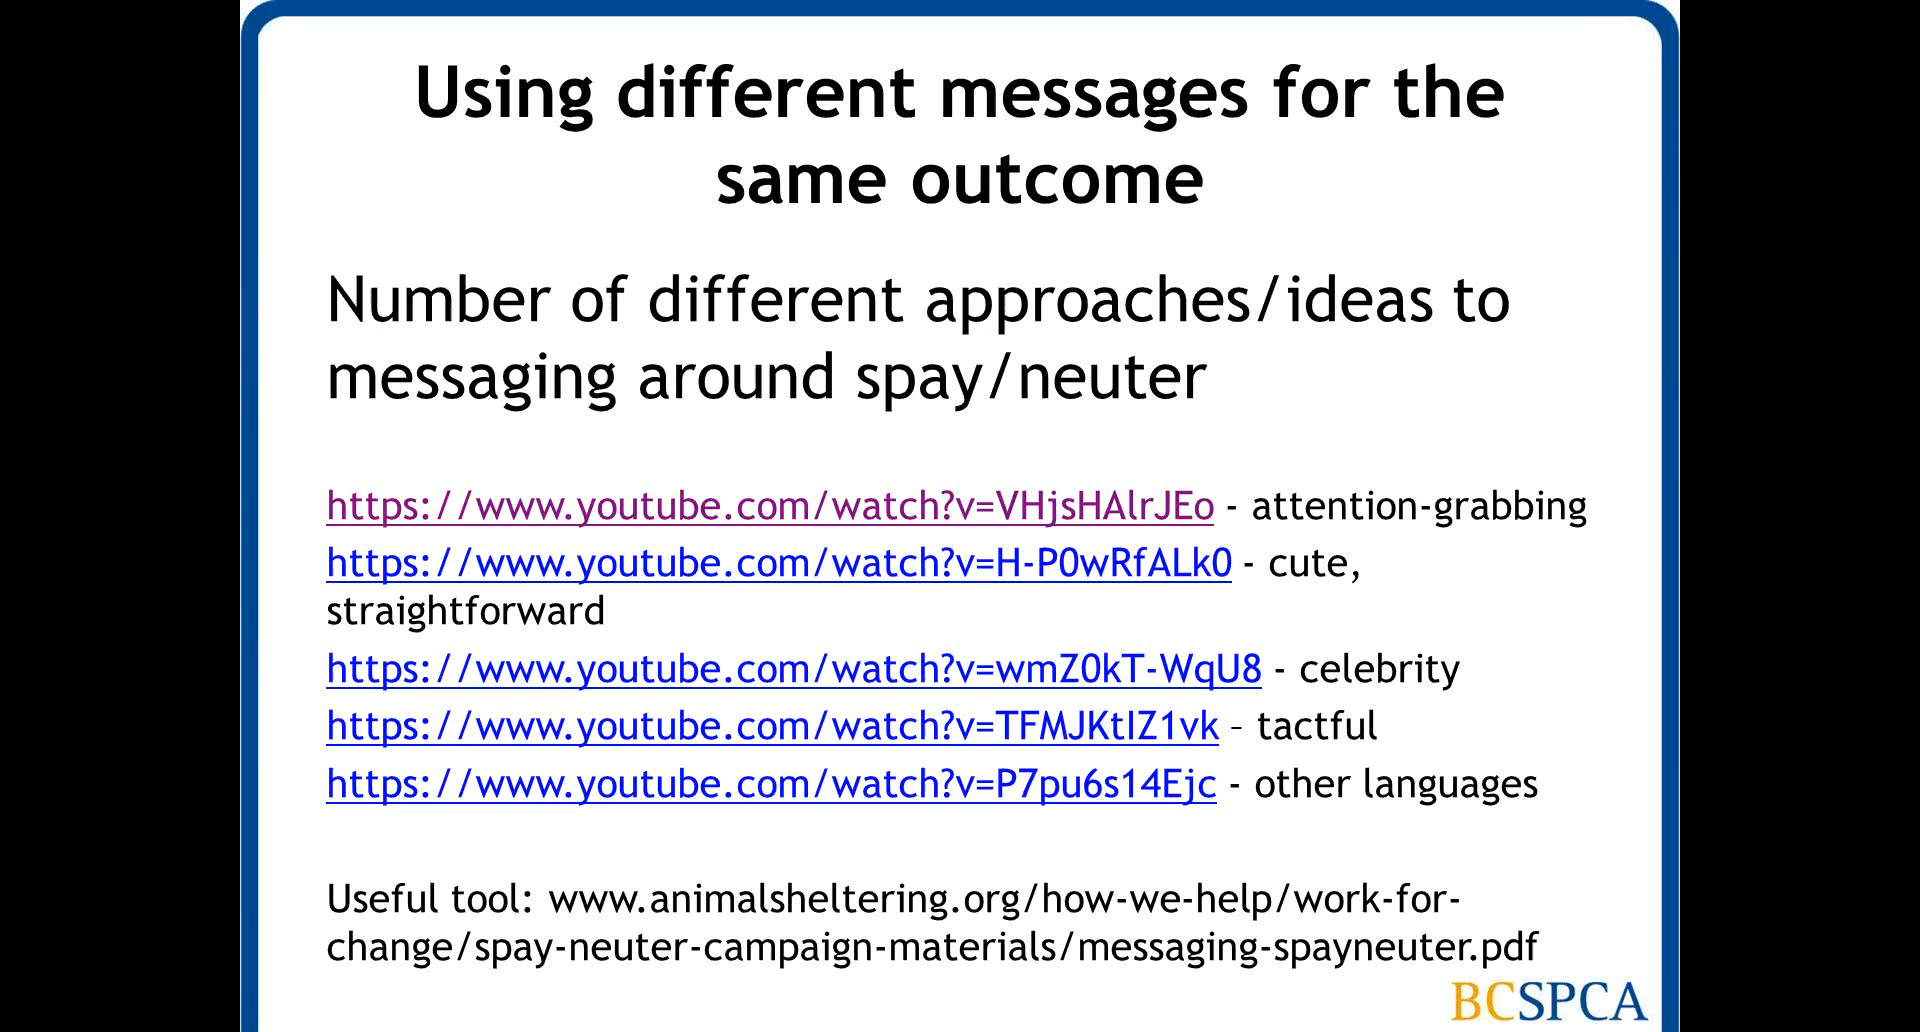 Using different messages for the
same outcome
Number of different approaches/ideas to
messaging around spay/neuter
https://www.youtube.com/watch?v=VHjsHAlrJEo - attention-grabbing
https://www.youtube.com/watch?v=H-P0wRfALk0 - cute,
straightforward
https://www.youtube.com/watch?v=wmZ0kT-WqU8 - celebrity
https://www.youtube.com/watch?v=TFMJKtIZ1vk – tactful
https://www.youtube.com/watch?v=P7pu6s14Ejc - other languages
Useful tool: www.animalsheltering.org/how-we-help/work-for-
change/spay-neuter-campaign-materials/messaging-spayneuter.pdf
BCSPCA